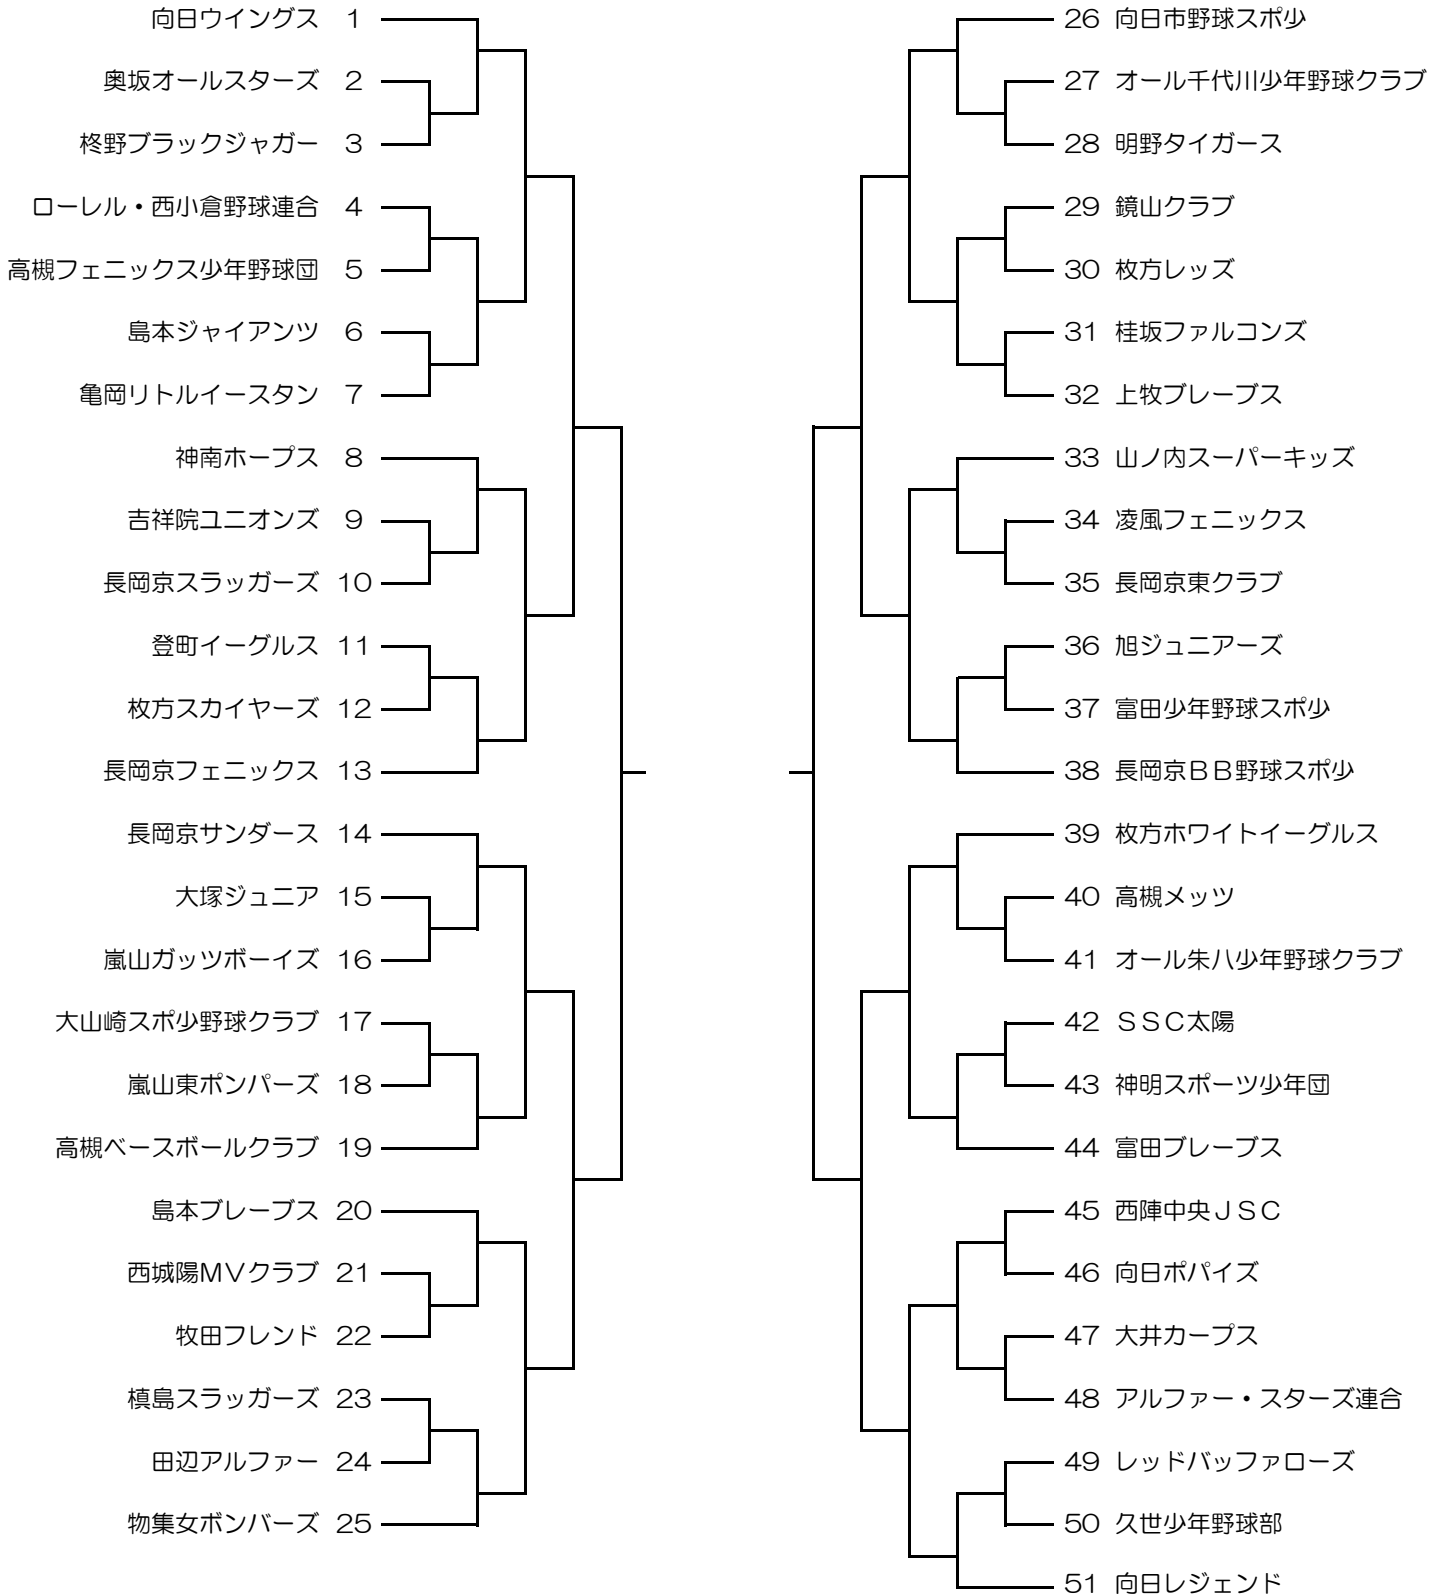 向日ウイングス 1
奥坂オールスターズ 2
柊野ブラックジャガー 3
ローレル・西小倉野球連合 4
高槻フェニックス少年野球団 5
島本ジャイアンツ 6
亀岡リトルイースタン 7
神南ホープス 8
吉祥院ユニオンズ 9
長岡京スラッガーズ 10
登町イーグルス 11
枚方スカイヤーズ 12
長岡京フェニックス 13
長岡京サンダース 14
大塚ジュニア 15
嵐山ガッツボーイズ 16
大山崎スポ少野球クラブ 17
嵐山東ポンパーズ 18
高槻ベースボールクラブ 19
島本ブレーブス 20
西城陽MVクラブ 21
牧田フレンド 22
槙島スラッガーズ 23
田辺アルファー 24
物集女ボンバーズ 25
26 向日市野球スポ少
27 オール千代川少年野球クラブ
28 明野タイガース
29 鏡山クラブ
30 枚方レッズ
31 桂坂ファルコンズ
32 上牧ブレーブス
33 山ノ内スーパーキッズ
34 凌風フェニックス
35 長岡京東クラブ
36 旭ジュニアーズ
37 富田少年野球スポ少
38 長岡京BB野球スポ少
39 枚方ホワイトイーグルス
40 高槻メッツ
41 オール朱八少年野球クラブ
42 SSC太陽
43 神明スポーツ少年団
44 富田ブレーブス
45 西陣中央JSC
46 向日ポパイズ
47 大井カープス
48 アルファー・スターズ連合
49 レッドバッファローズ
50 久世少年野球部
51 向日レジェンド